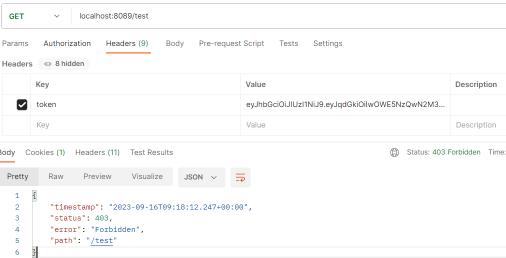 GET localhost:8089/test
Params Authorization Headers (9) Body Pre-request Script Tests Settings
Headers 8 hidden
Key Value Description
token eyJhbGciOiJIUzI1NiJ9.eyJqdGkiOiIwOWE5NzQwN2M3...
Key Value Description
Body Cookies (1) Headers (11) Test Results Status: 403 Forbidden Time:
Pretty Raw Preview Visualize JSON
1 {
2 "timestamp": "2023-09-16T09:18:12.247+00:00",
3 "status": 403,
4 "error": "Forbidden",
5 "path": "/test"
6 }